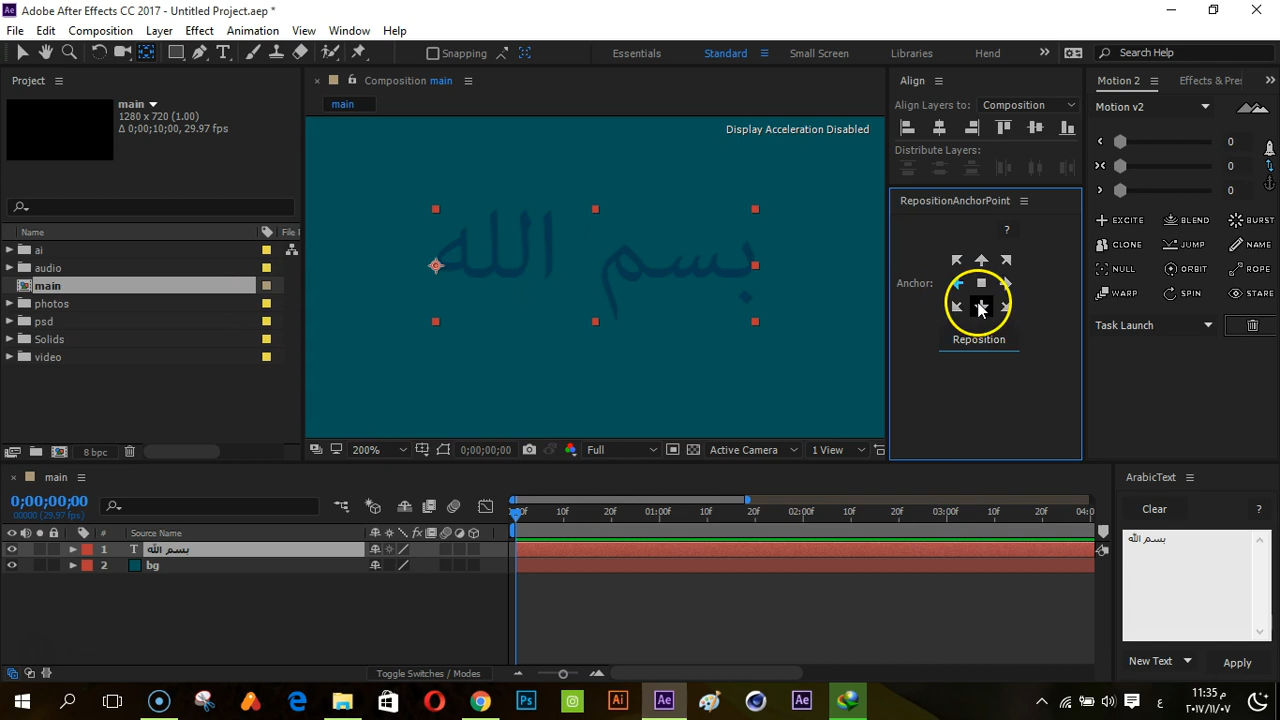 Adobe After Effects CC 2017 - Untitled Project.aep *
File Edit Composition Layer Effect Animation View Window Help
Snapping Essentials Standard Small Screen Libraries Hend Search Help
Project
main
1280 x 720 (1.00)
Δ 0;00;10;00, 29.97 fps
Name File I
ai
audio
main
photos
psd
Solids
video
8 bpc
Composition main
main
Display Acceleration Disabled
بسم الله
200% 0;00;00;00 Full Active Camera 1 View
Align
Align Layers to: Composition
Distribute Layers:
RepositionAnchorPoint
?
Anchor:
Reposition
Motion 2 Effects & Pre
Motion v2
0
0
0
EXCITE BLEND BURST
CLONE JUMP NAME
NULL ORBIT ROPE
WARP SPIN STARE
Task Launch
main
0;00;00;00
00000 (29.97 fps)
# Source Name
1 T بسم الله
2 bg
0f 10f 20f 01:00f 10f 20f 02:00f 10f 20f 03:00f 10f 20f 04:0
Toggle Switches / Modes
ArabicText
Clear ?
بسم الله
New Text Apply
ع
١١:35 م
٢٠١٧/١١/٠٧